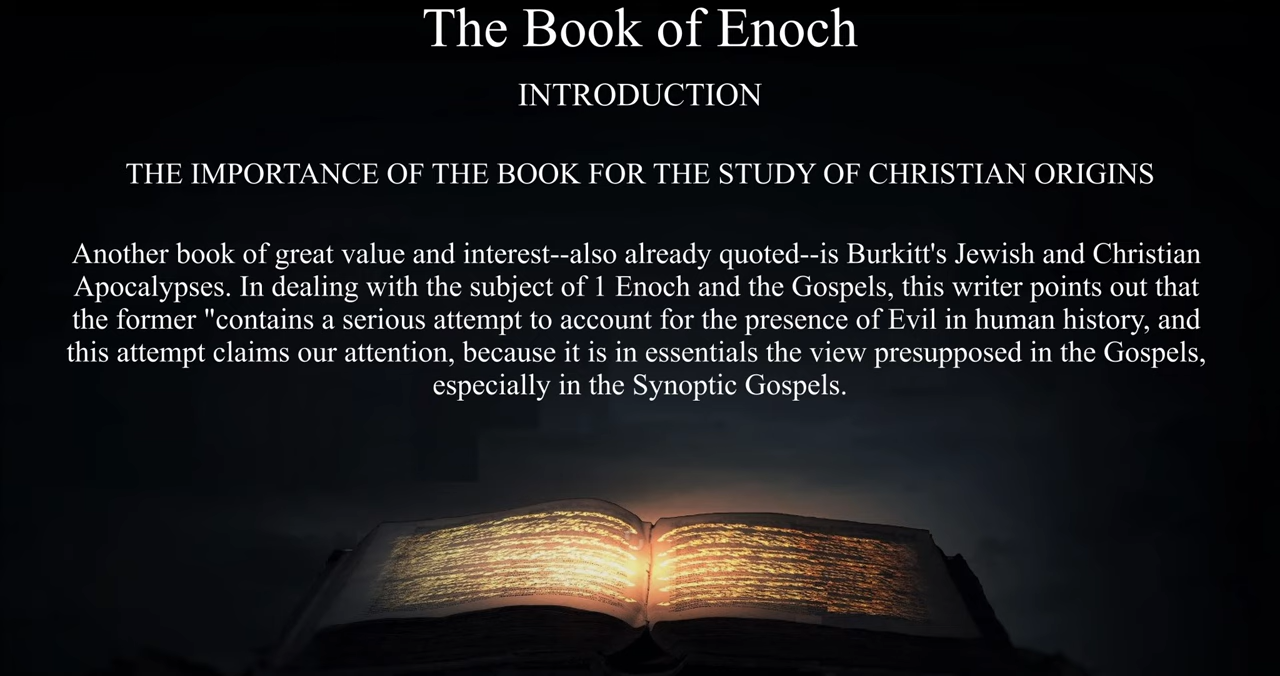 The Book of Enoch
INTRODUCTION
THE IMPORTANCE OF THE BOOK FOR THE STUDY OF CHRISTIAN ORIGINS
Another book of great value and interest--also already quoted--is Burkitt's Jewish and Christian
Apocalypses. In dealing with the subject of 1 Enoch and the Gospels, this writer points out that
the former "contains a serious attempt to account for the presence of Evil in human history, and
this attempt claims our attention, because it is in essentials the view presupposed in the Gospels,
especially in the Synoptic Gospels.